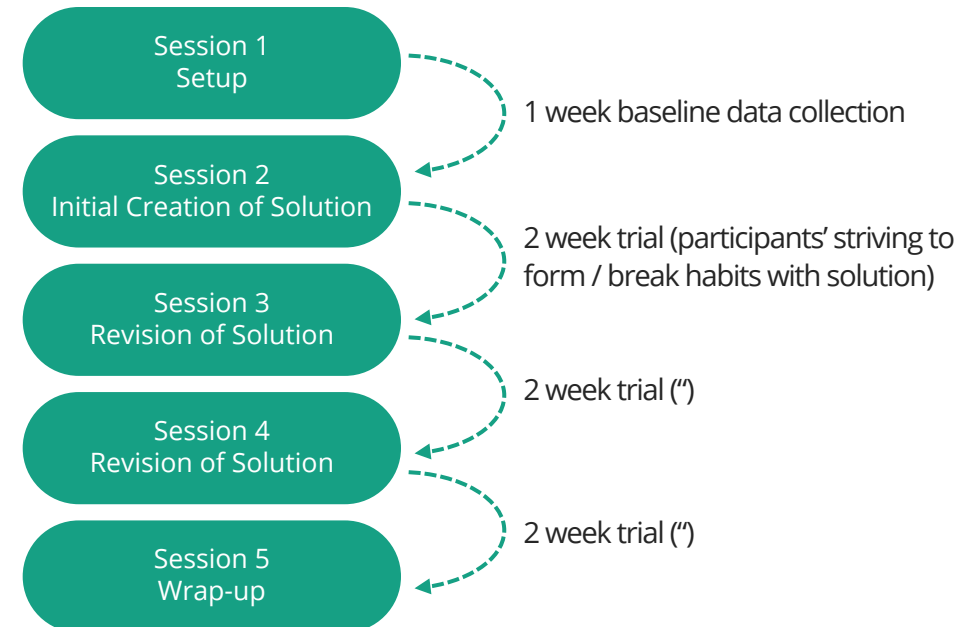 Session 1
Setup
1 week baseline data collection
Session 2
Initial Creation of Solution
2 week trial (participants’ striving to
form / break habits with solution)
Session 3
Revision of Solution
2 week trial (“)
Session 4
Revision of Solution
2 week trial (“)
Session 5
Wrap-up